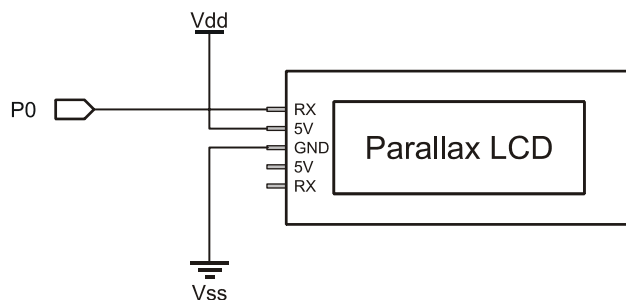 Vdd
P0
RX
5V
GND
5V
RX
Parallax LCD
Vss